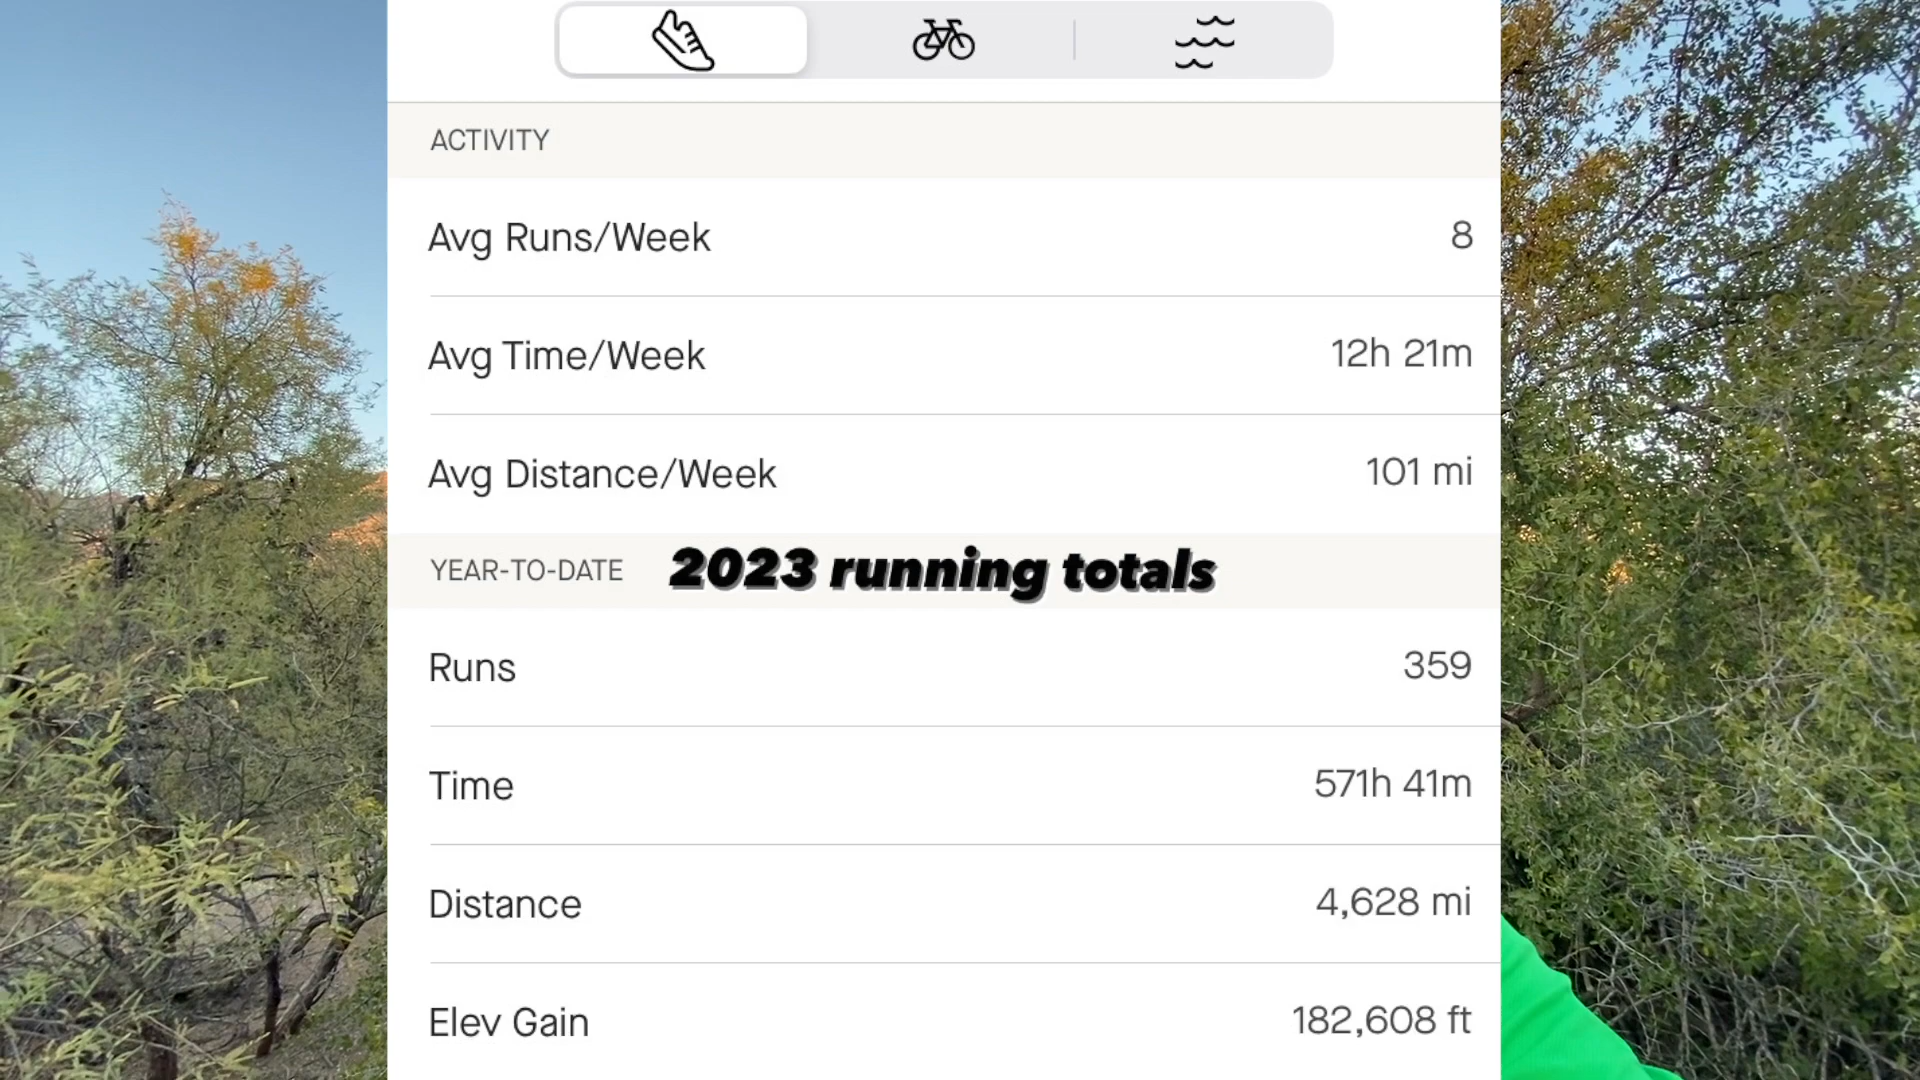 ACTIVITY
Avg Runs/Week 8
Avg Time/Week 12h 21m
Avg Distance/Week 101 mi
YEAR-TO-DATE 2023 running totals
Runs 359
Time 571h 41m
Distance 4,628 mi
Elev Gain 182,608 ft